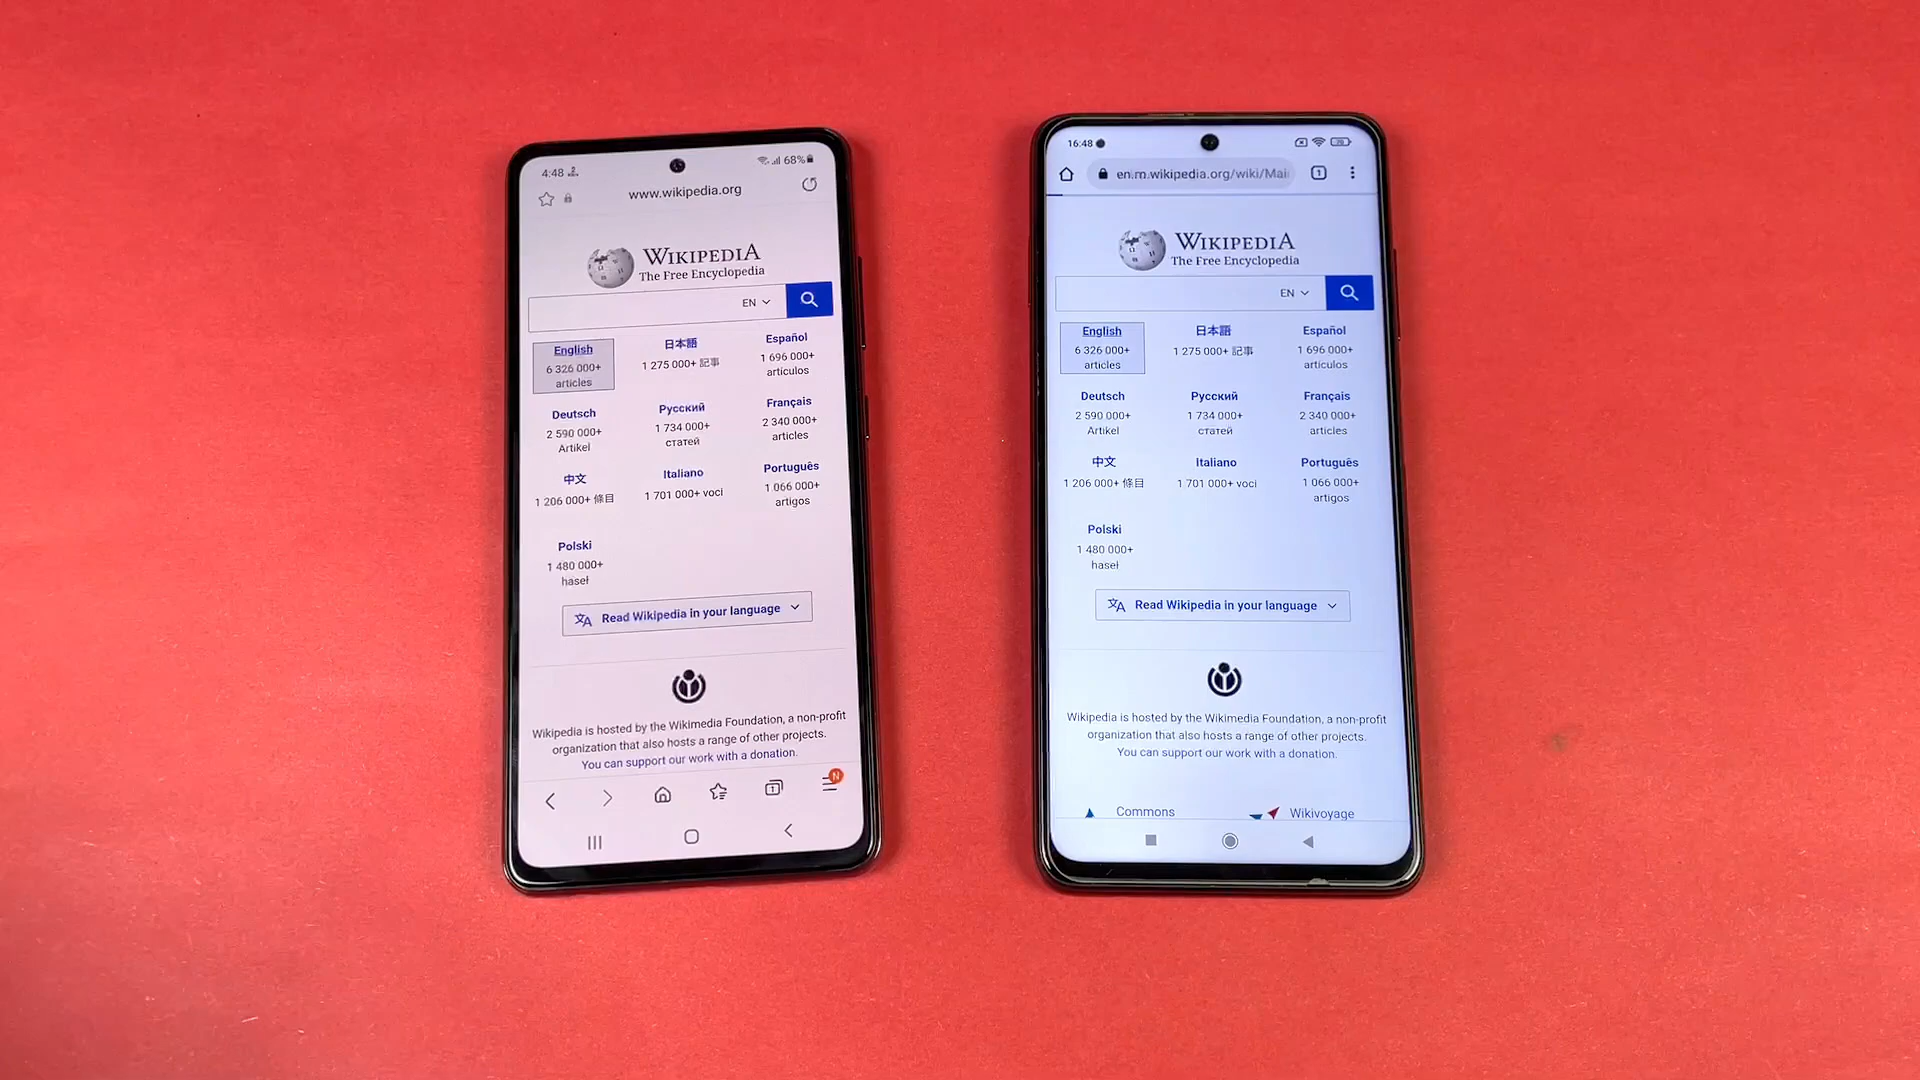 4:48
68%
www.wikipedia.org
WIKIPEDIA
The Free Encyclopedia
EN
English
6 326 000+
articles
日本語
1 275 000+ 記事
Español
1 696 000+
artículos
Deutsch
2 590 000+
Artikel
Русский
1 734 000+
статей
Français
2 340 000+
articles
中文
1 206 000+ 條目
Italiano
1 701 000+ voci
Português
1 066 000+
artigos
Polski
1 480 000+
haseł
Read Wikipedia in your language
Wikipedia is hosted by the Wikimedia Foundation, a non-profit
organization that also hosts a range of other projects.
You can support our work with a donation.
1
N
16:48
en.m.wikipedia.org/wiki/Mai
1
WIKIPEDIA
The Free Encyclopedia
EN
English
6 326 000+
articles
日本語
1 275 000+ 記事
Español
1 696 000+
artículos
Deutsch
2 590 000+
Artikel
Русский
1 734 000+
статей
Français
2 340 000+
articles
中文
1 206 000+ 條目
Italiano
1 701 000+ voci
Português
1 066 000+
artigos
Polski
1 480 000+
haseł
Read Wikipedia in your language
Wikipedia is hosted by the Wikimedia Foundation, a non-profit
organization that also hosts a range of other projects.
You can support our work with a donation.
Commons
Wikivoyage